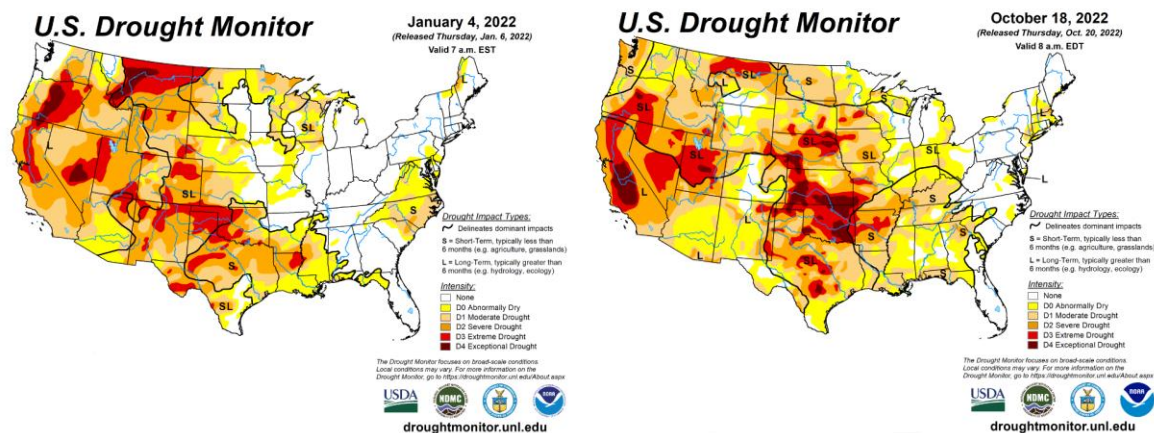 U.S. Drought Monitor
January 4, 2022
(Released Thursday, Jan. 6, 2022)
Valid 7 a.m. EST
L
L
SL
SL
S
S
SL
Drought Impact Types:
Delineates dominant impacts
S = Short-Term, typically less than
6 months (e.g. agriculture, grasslands)
L = Long-Term, typically greater than
6 months (e.g. hydrology, ecology)
Intensity:
None
D0 Abnormally Dry
D1 Moderate Drought
D2 Severe Drought
D3 Extreme Drought
D4 Exceptional Drought
The Drought Monitor focuses on broad-scale conditions.
Local conditions may vary. For more information on the
Drought Monitor, go to https://droughtmonitor.unl.edu/About.aspx
USDA
NDMC
NOAA
droughtmonitor.unl.edu
U.S. Drought Monitor
October 18, 2022
(Released Thursday, Oct. 20, 2022)
Valid 8 a.m. EDT
S
SL
S
L
S
L
SL
SL
SL
SL
L
L
L
S
S
S
S
SL
L
L
Drought Impact Types:
Delineates dominant impacts
S = Short-Term, typically less than
6 months (e.g. agriculture, grasslands)
L = Long-Term, typically greater than
6 months (e.g. hydrology, ecology)
Intensity:
None
D0 Abnormally Dry
D1 Moderate Drought
D2 Severe Drought
D3 Extreme Drought
D4 Exceptional Drought
The Drought Monitor focuses on broad-scale conditions.
Local conditions may vary. For more information on the
Drought Monitor, go to https://droughtmonitor.unl.edu/About.aspx
USDA
NDMC
NOAA
droughtmonitor.unl.edu